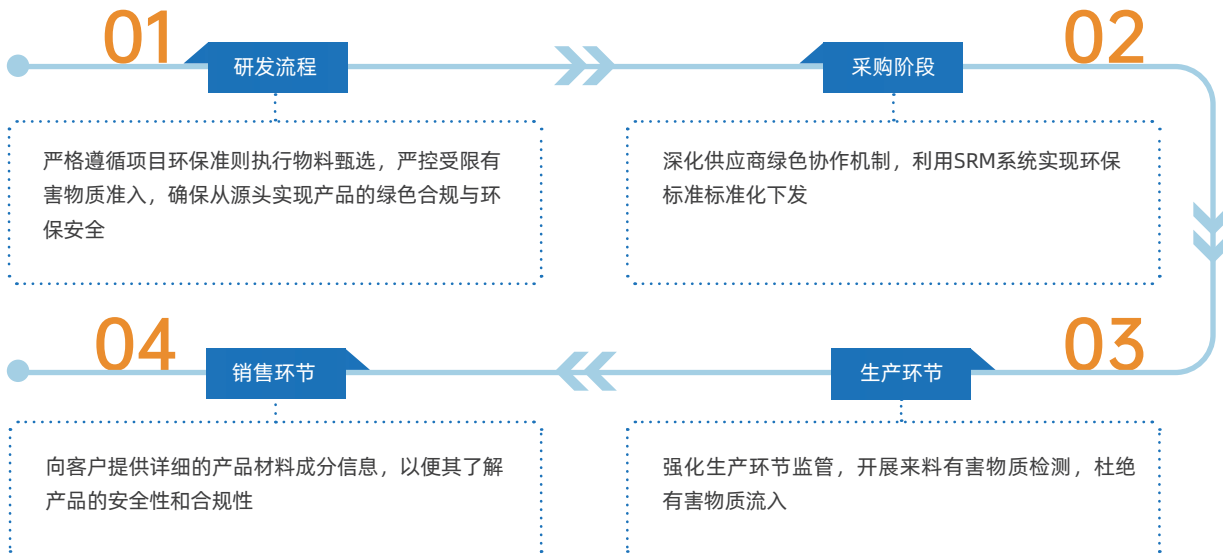 01
研发流程
严格遵循项目环保准则执行物料甄选，严控受限有
害物质准入，确保从源头实现产品的绿色合规与环
保安全
02
采购阶段
深化供应商绿色协作机制，利用SRM系统实现环保
标准标准化下发
03
生产环节
强化生产环节监管，开展来料有害物质检测，杜绝
有害物质流入
04
销售环节
向客户提供详细的产品材料成分信息，以便其了解
产品的安全性和合规性